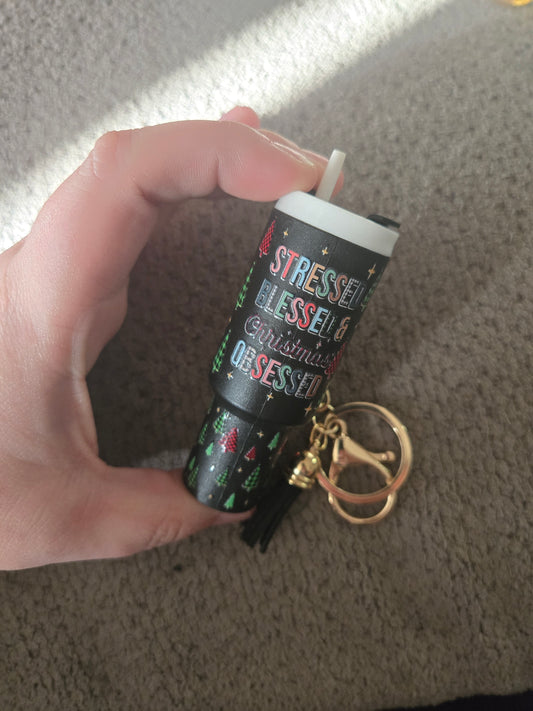 STRESSED,
BLESSED, &
Christmas
OBSESSED